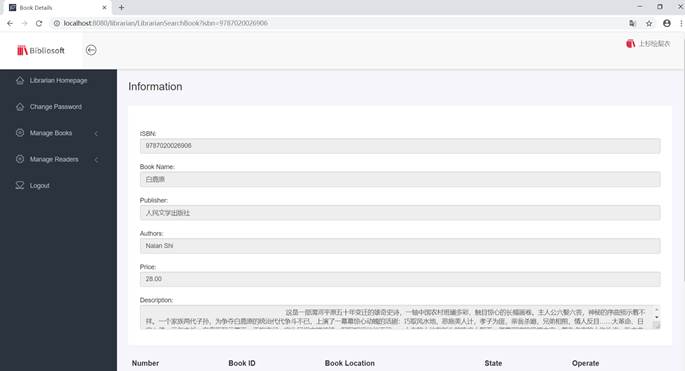 Book Details
localhost:8080/librarian/LibrarianSearchBook?isbn=9787020026906
Bibliosoft
上杉绘梨衣
Librarian Homepage
Change Password
Manage Books
Manage Readers
Logout
Information
ISBN:
9787020026906
Book Name:
白鹿原
Publisher:
人民文学出版社
Authors:
Naian Shi
Price:
28.00
Description:
这是一部渭河平原五十年变迁的雄奇史诗，一轴中国农村斑斓多彩、触目惊心的长幅画卷。主人公六娶六丧，神秘的序曲预示着不
祥。一个家族两代子孙，为争夺白鹿原的统治代代争斗不已，上演了一幕幕惊心动魄的活剧：巧取风水地，恶施美人计，孝子为匪，亲翁杀媳，兄弟相煎，情人反目……大革命、日
Number Book ID Book Location State Operate